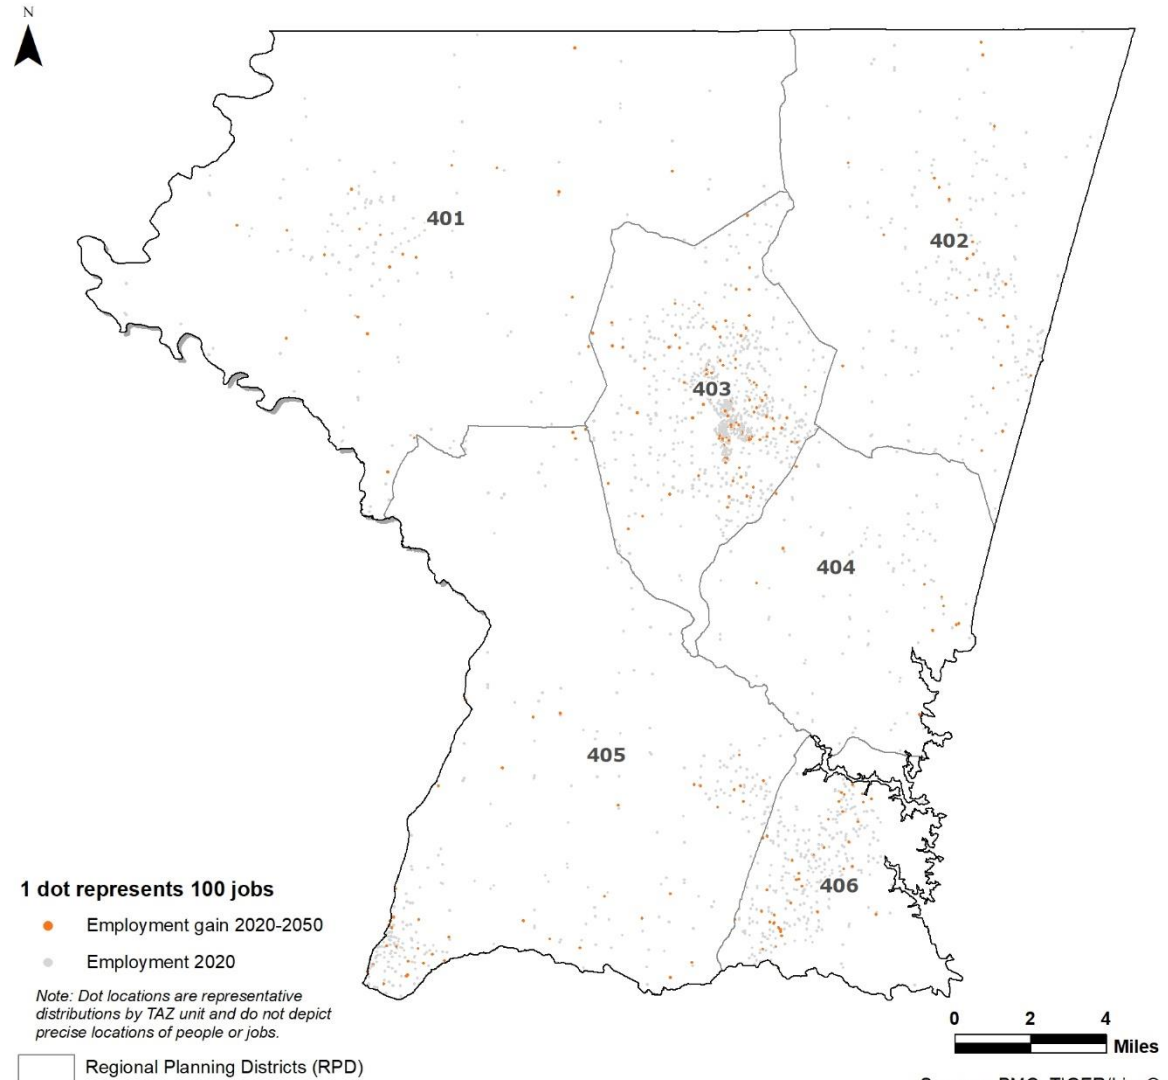 N
401
402
403
404
405
406
1 dot represents 100 jobs
Employment gain 2020-2050
Employment 2020
Note: Dot locations are representative
distributions by TAZ unit and do not depict
precise locations of people or jobs.
Regional Planning Districts (RPD)
0 2 4
Miles